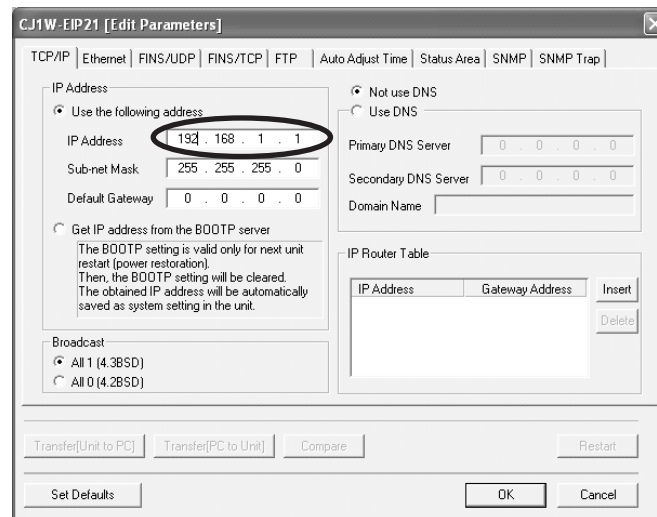 CJ1W-EIP21 [Edit Parameters]
TCP/IP Ethernet FINS/UDP FINS/TCP FTP Auto Adjust Time Status Area SNMP SNMP Trap
IP Address
Use the following address
IP Address 192 . 168 . 1 . 1
Sub-net Mask 255 . 255 . 255 . 0
Default Gateway 0 . 0 . 0 . 0
Get IP address from the BOOTP server
The BOOTP setting is valid only for next unit
restart (power restoration).
Then, the BOOTP setting will be cleared.
The obtained IP address will be automatically
saved as system setting in the unit.
Broadcast
All 1 (4.3BSD)
All 0 (4.2BSD)
Not use DNS
Use DNS
Primary DNS Server 0 . 0 . 0 . 0
Secondary DNS Server 0 . 0 . 0 . 0
Domain Name
IP Router Table
IP Address Gateway Address
Insert
Delete
Transfer[Unit to PC] Transfer[PC to Unit] Compare Restart
Set Defaults OK Cancel